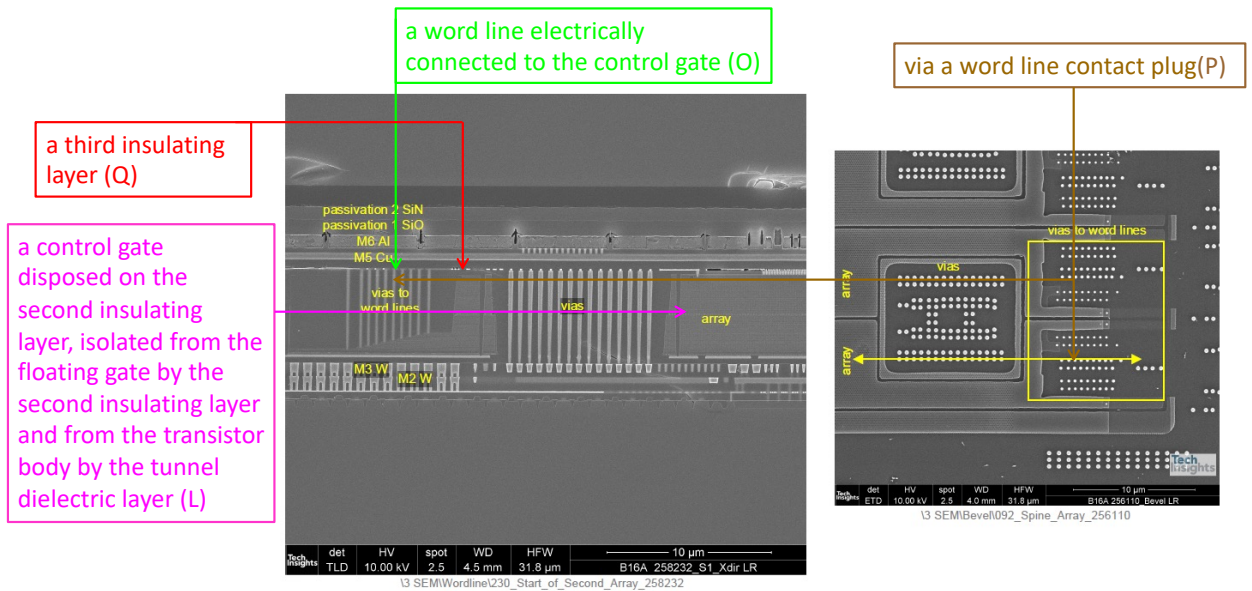 a word line electrically
connected to the control gate (O)
via a word line contact plug(P)
a third insulating
layer (Q)
a control gate
disposed on the
second insulating
layer, isolated from the
floating gate by the
second insulating layer
and from the transistor
body by the tunnel
dielectric layer (L)
passivation 2 SiN
passivation 1 SiO
M6 Al
M5 Cu
vias to
word lines
vias
array
M3 W
M2 W
Tech
Insights
det HV spot WD HFW 10 µm
TLD 10.00 kV 2.5 4.5 mm 31.8 µm B16A 258232_S1_Xdir LR
\3 SEM\Wordline\230_Start_of_Second_Array_258232
vias to word lines
vias
array
array
Tech
Insights
Tech
Insights
det HV spot WD HFW 10 µm
ETD 10.00 kV 2.5 4.0 mm 31.8 µm B16A 256110_Bevel LR
\3 SEM\Bevel\092_Spine_Array_256110